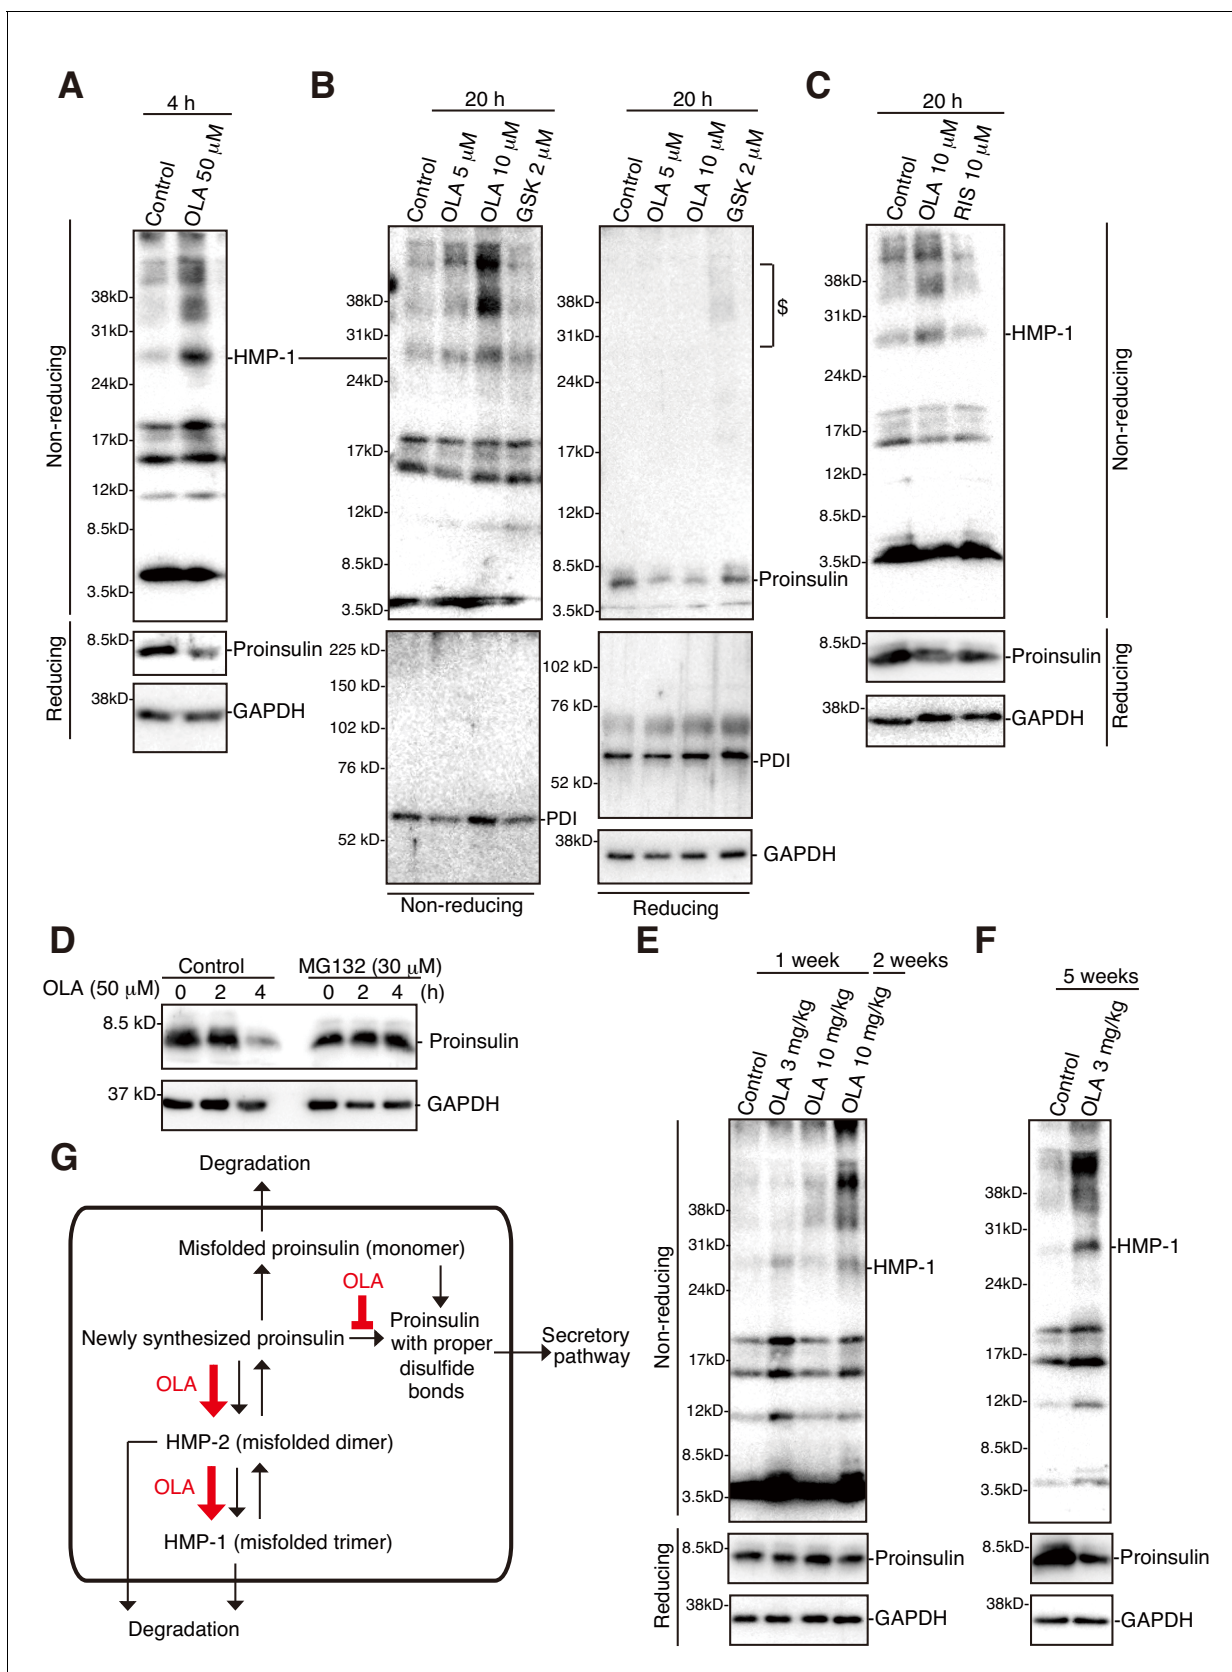 A
4 h
Control
OLA 50 μM
Non-reducing
38kD
31kD
24kD
17kD
12kD
8.5kD
3.5kD
HMP-1
Reducing
8.5kD
Proinsulin
38kD
GAPDH
B
20 h
Control
OLA 5 μM
OLA 10 μM
GSK 2 μM
38kD
31kD
24kD
17kD
12kD
8.5kD
3.5kD
225 kD
150 kD
102 kD
76 kD
52 kD
PDI
Non-reducing
20 h
Control
OLA 5 μM
OLA 10 μM
GSK 2 μM
38kD
31kD
24kD
17kD
12kD
8.5kD
3.5kD
$
Proinsulin
102 kD
76 kD
52 kD
PDI
38kD
GAPDH
Reducing
C
20 h
Control
OLA 10 μM
RIS 10 μM
38kD
31kD
24kD
17kD
12kD
8.5kD
3.5kD
HMP-1
Non-reducing
8.5kD
Proinsulin
38kD
GAPDH
Reducing
D
Control
MG132 (30 μM)
OLA (50 μM) 0 2 4 0 2 4 (h)
8.5 kD
Proinsulin
37 kD
GAPDH
E
1 week
2 weeks
Control
OLA 3 mg/kg
OLA 10 mg/kg
OLA 10 mg/kg
Non-reducing
38kD
31kD
24kD
17kD
12kD
8.5kD
3.5kD
HMP-1
Reducing
8.5kD
Proinsulin
38kD
GAPDH
F
5 weeks
Control
OLA 3 mg/kg
38kD
31kD
24kD
17kD
12kD
8.5kD
3.5kD
HMP-1
8.5kD
Proinsulin
38kD
GAPDH
G
Degradation
Misfolded proinsulin (monomer)
OLA
Newly synthesized proinsulin
Proinsulin
with proper
disulfide
bonds
Secretory
pathway
OLA
HMP-2 (misfolded dimer)
OLA
HMP-1 (misfolded trimer)
Degradation